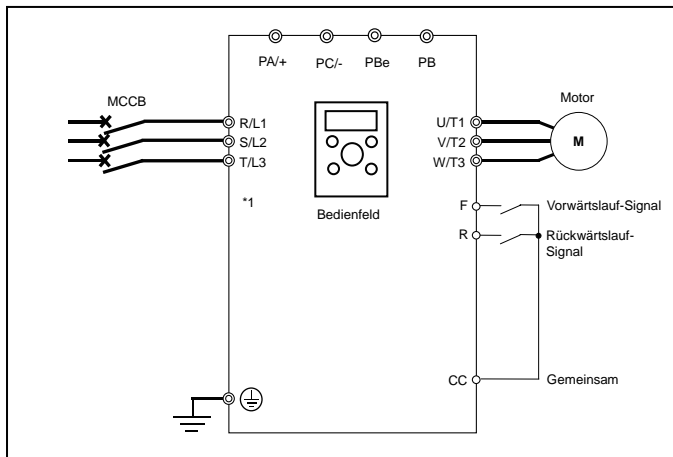 PA/+ PC/- PBe PB
MCCB
Motor
R/L1
S/L2
T/L3
U/T1
V/T2
W/T3
M
*1
Bedienfeld
F
Vorwärtslauf-Signal
R
Rückwärtslauf-
Signal
CC
Gemeinsam